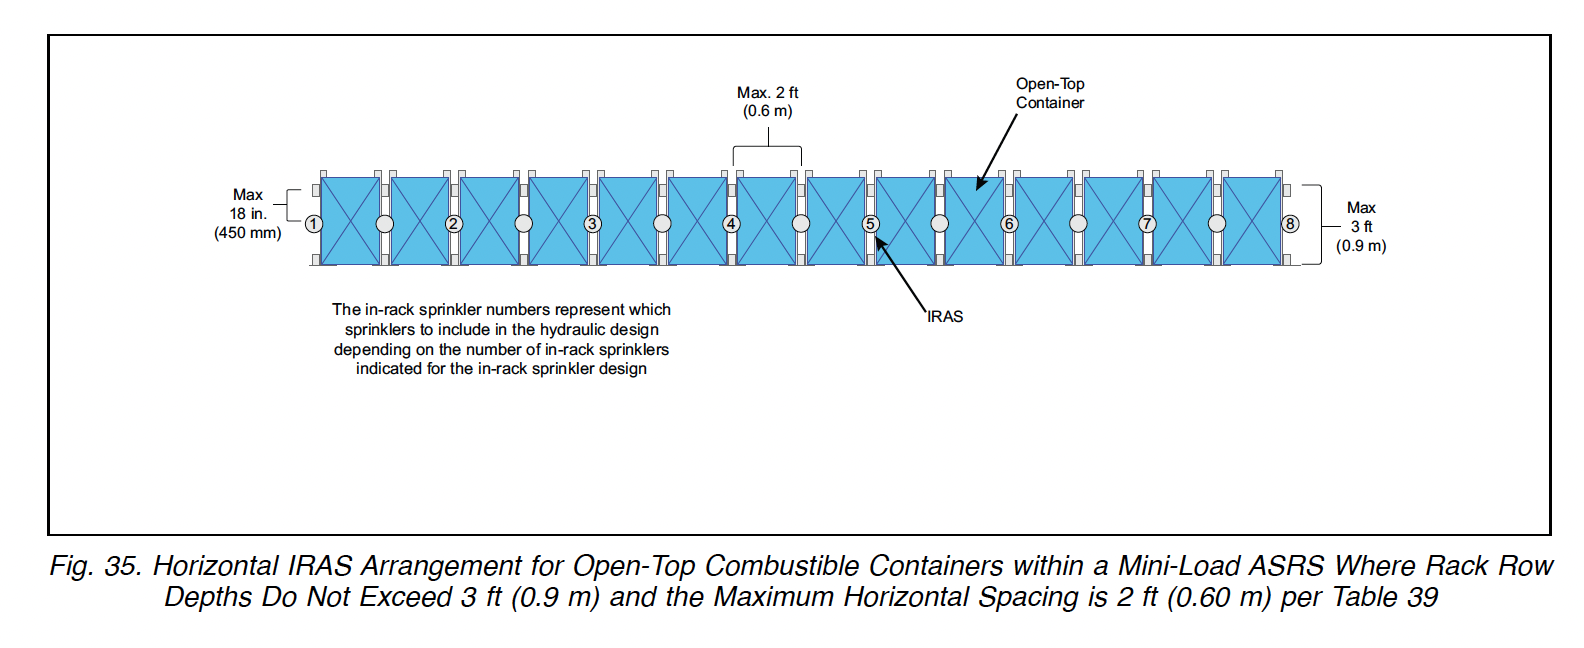 Open-Top
Container
Max. 2 ft
(0.6 m)
Max
18 in.
(450 mm)
1
2
3
4
5
6
7
8
Max
3 ft
(0.9 m)
IRAS
The in-rack sprinkler numbers represent which
sprinklers to include in the hydraulic design
depending on the number of in-rack sprinklers
indicated for the in-rack sprinkler design
Fig. 35. Horizontal IRAS Arrangement for Open-Top Combustible Containers within a Mini-Load ASRS Where Rack Row
Depths Do Not Exceed 3 ft (0.9 m) and the Maximum Horizontal Spacing is 2 ft (0.60 m) per Table 39